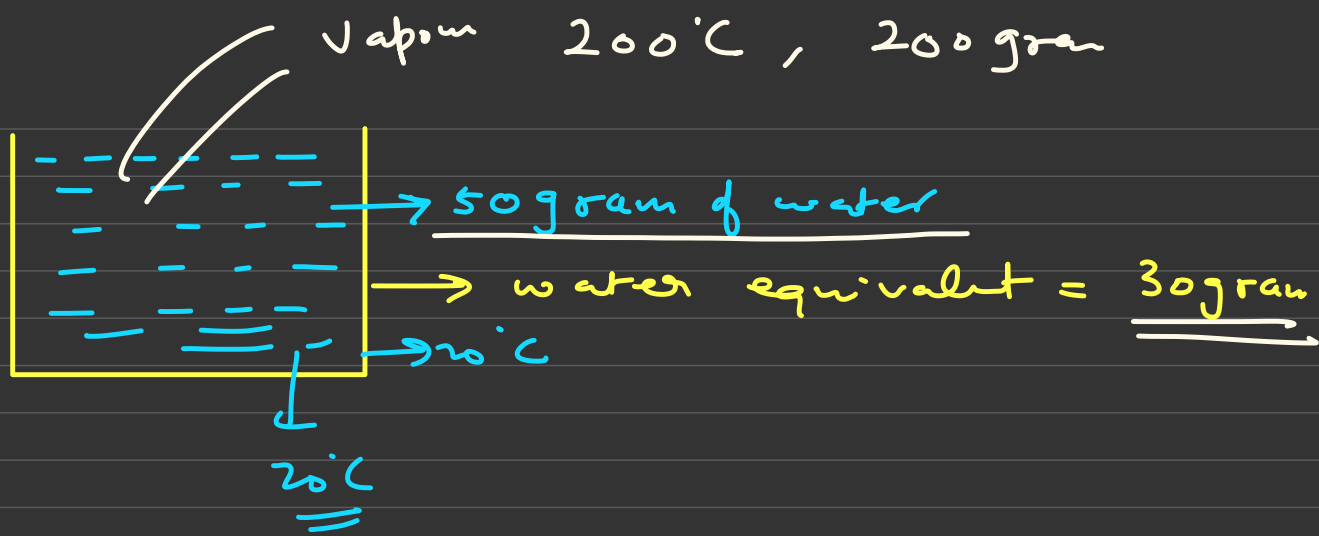 Vapour 200°C, 200 gram
50 gram of water
water equivalent = 30 gram
20°C
20°C